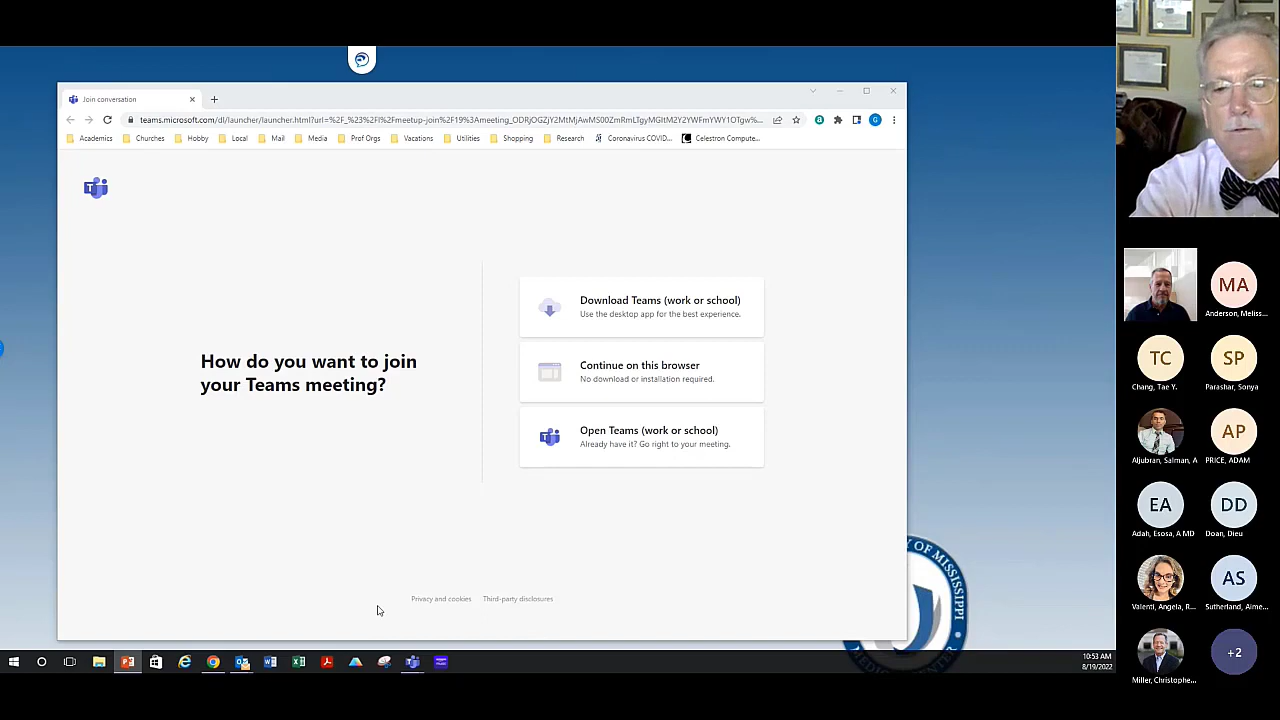 Join conversation
teams.microsoft.com/dl/launcher/launcher.html?url=%2F_%23%2Fl%2Fmeetup-join%2F19%3Ameeting_
Academics
Churches
Hobby
Local
Mail
Media
Prof Orgs
Vacations
Utilities
Shopping
Research
Coronavirus COVID...
Celestron Compute...
How do you want to join
your Teams meeting?
Download Teams (work or school)
Use the desktop app for the best experience.
Continue on this browser
No download or installation required.
Open Teams (work or school)
Already have it? Go right to your meeting.
Privacy and cookies
Third-party disclosures
Y OF MISSISSIPPI
10:53 AM
8/19/2022
MA
Anderson, Meliss...
TC
Chang, Tae Y.
SP
Parashar, Sonya
Aljubran, Salman, A
AP
PRICE, ADAM
EA
Adah, Esosa, A MD
DD
Doan, Dieu
Valenti, Angela, R...
AS
Sutherland, Aime...
Miller, Christophe...
+2